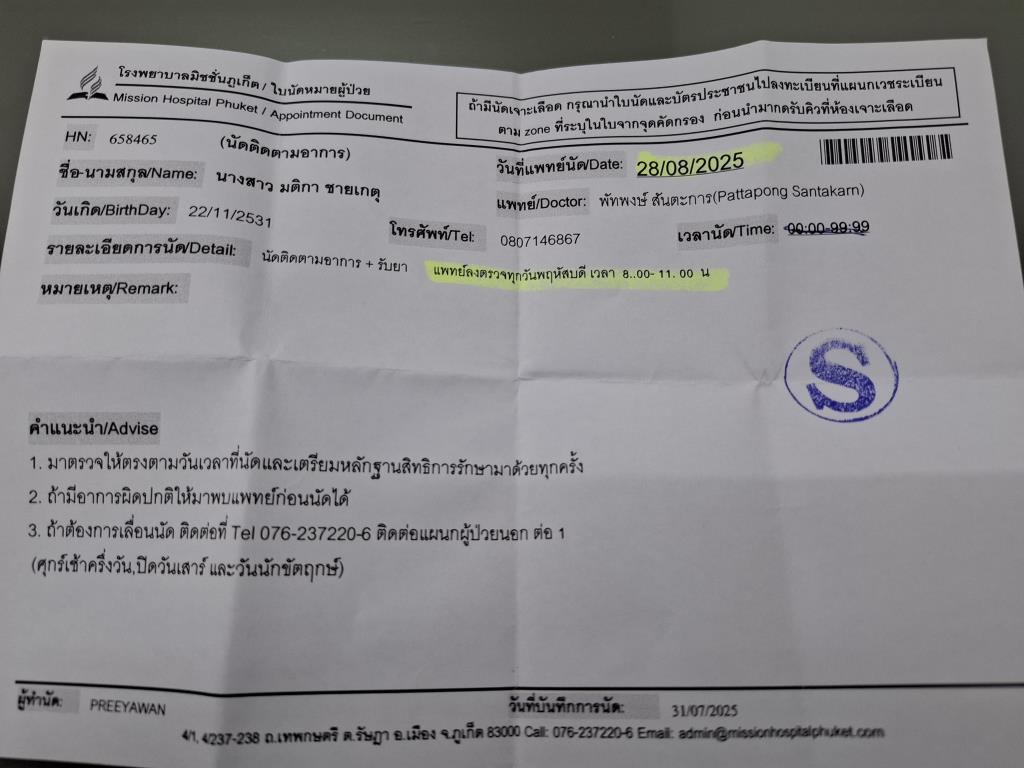 โรงพยาบาลมิชชั่นภูเก็ต / ใบนัดหมายผู้ป่วย
Mission Hospital Phuket / Appointment Document
ถ้ามีนัดเจาะเลือด กรุณานำใบนัดและบัตรประชาชนไปลงทะเบียนที่แผนกเวชระเบียน
ตาม zone ที่ระบุในใบจากจุดคัดกรอง ก่อนนำมากดรับคิวที่ห้องเจาะเลือด
HN: 658465 (นัดติดตามอาการ)
วันที่แพทย์นัด/Date: 28/08/2025
ชื่อ-นามสกุล/Name: นางสาว มติกา ชายเกตุ
แพทย์/Doctor: พัทพงษ์ สันตะการ(Pattapong Santakarn)
วันเกิด/BirthDay: 22/11/2531
โทรศัพท์/Tel: 0807146867
เวลานัด/Time: 00:00-99:99
รายละเอียดการนัด/Detail: นัดติดตามอาการ + รับยา แพทย์ลงตรวจทุกวันพฤหัสบดี เวลา 8..00- 11. 00 น
หมายเหตุ/Remark:
S
คำแนะนำ/Advise
1. มาตรวจให้ตรงตามวันเวลาที่นัดและเตรียมหลักฐานสิทธิการรักษามาด้วยทุกครั้ง
2. ถ้ามีอาการผิดปกติให้มาพบแพทย์ก่อนนัดได้
3. ถ้าต้องการเลื่อนนัด ติดต่อที่ Tel 076-237220-6 ติดต่อแผนกผู้ป่วยนอก ต่อ 1
(ศุกร์เช้าครึ่งวัน,ปิดวันเสาร์ และวันนักขัตฤกษ์)
ผู้ทำนัด: PREEYAWAN
วันที่บันทึกการนัด: 31/07/2025
4/1, 4/237-238 ถ.เทพกษตรี ต.รัษฎา อ.เมือง จ.ภูเก็ต 83000 Call: 076-237220-6 Email: admin@missionhospitalphuket.com